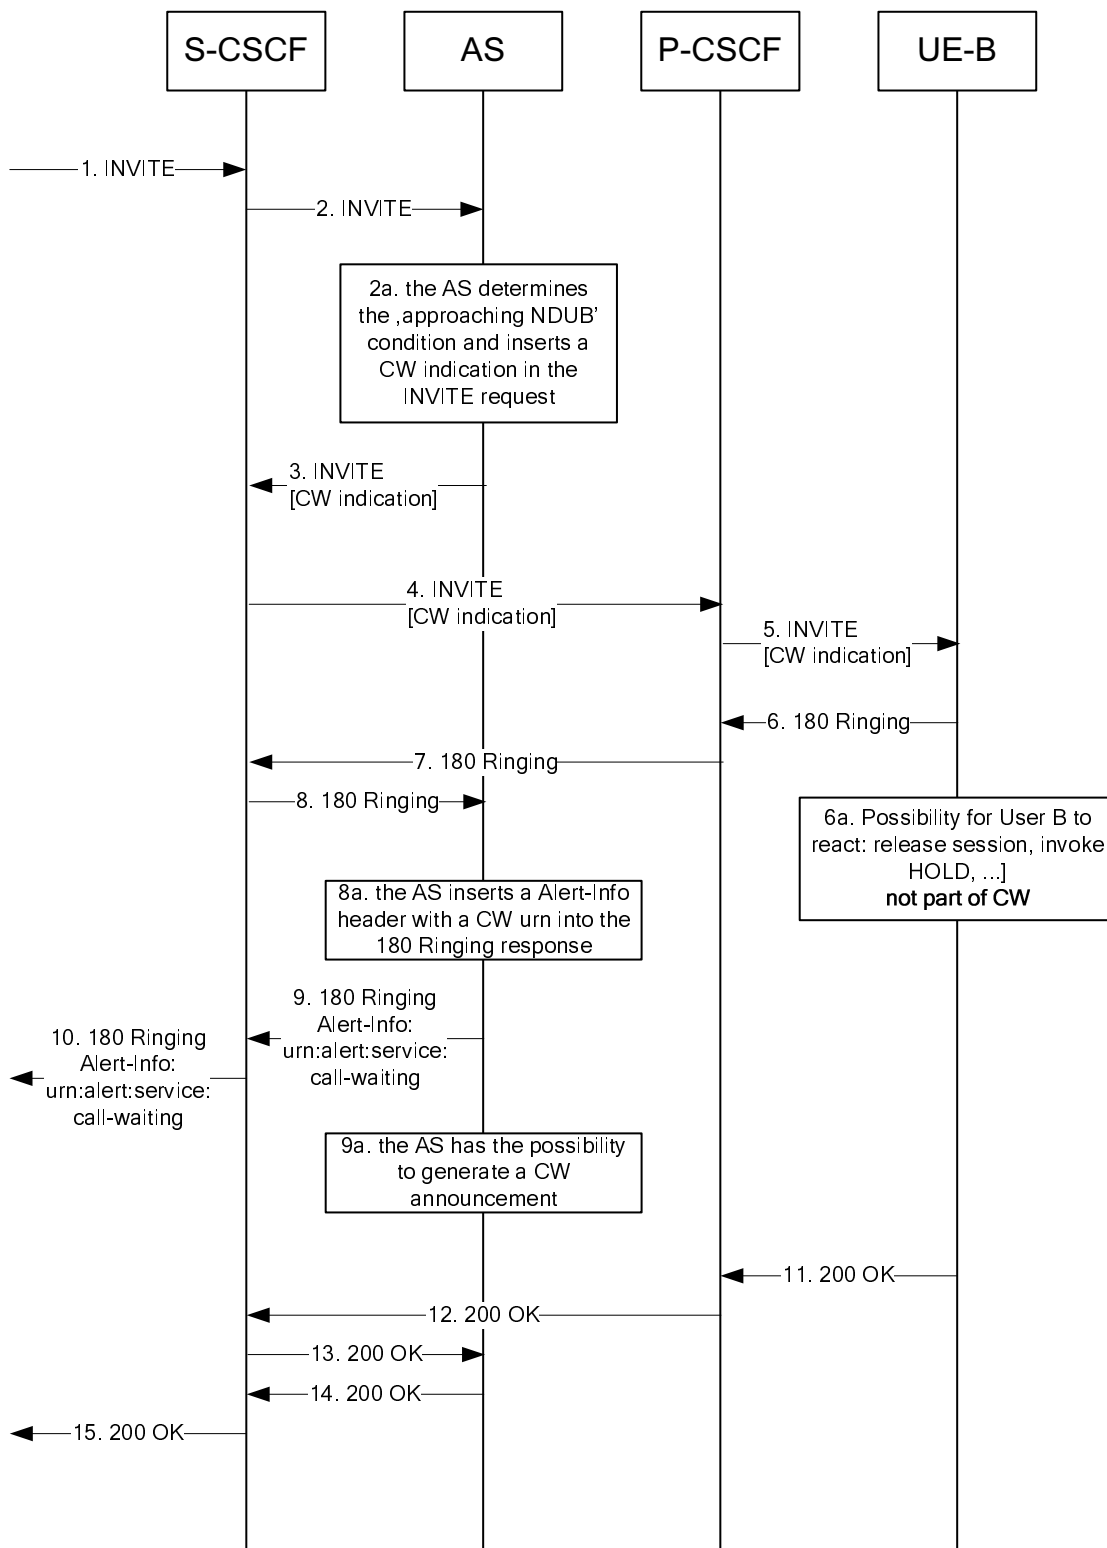 S-CSCF
AS
P-CSCF
UE-B
1. INVITE
2. INVITE
2a. the AS determines
the ‚approaching NDUB’
condition and inserts a
CW indication in the
INVITE request
3. INVITE
[CW indication]
4. INVITE
[CW indication]
5. INVITE
[CW indication]
6. 180 Ringing
7. 180 Ringing
8. 180 Ringing
6a. Possibility for User B to
react: release session, invoke
HOLD, ...]
not part of CW
8a. the AS inserts a Alert-Info
header with a CW urn into the
180 Ringing response
9. 180 Ringing
Alert-Info:
urn:alert:service:
call-waiting
10. 180 Ringing
Alert-Info:
urn:alert:service:
call-waiting
9a. the AS has the possibility
to generate a CW
announcement
11. 200 OK
12. 200 OK
13. 200 OK
14. 200 OK
15. 200 OK